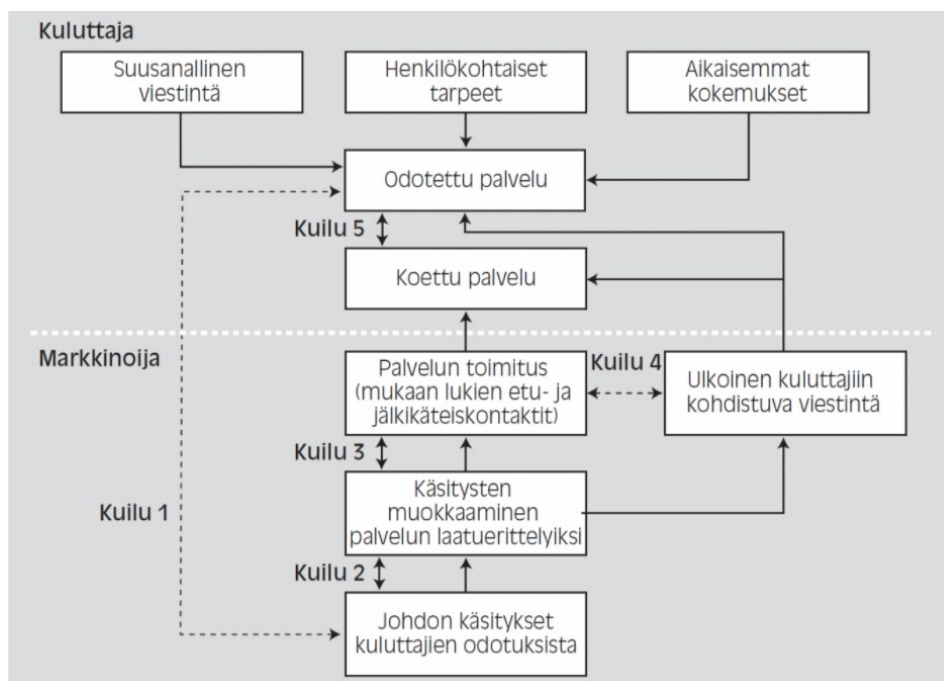 Kuluttaja
Suusanallinen
viestintä
Henkilökohtaiset
tarpeet
Aikaisemmat
kokemukset
Odotettu palvelu
Kuilu 5
Koettu palvelu
Markkinoija
Palvelun toimitus
(mukaan lukien etu- ja
jälkikäteiskontaktit)
Kuilu 4
Ulkoinen kuluttajiin
kohdistuva viestintä
Kuilu 3
Käsitysten
muokkaaminen
palvelun laatuerittelyiksi
Kuilu 1
Kuilu 2
Johdon käsitykset
kuluttajien odotuksista